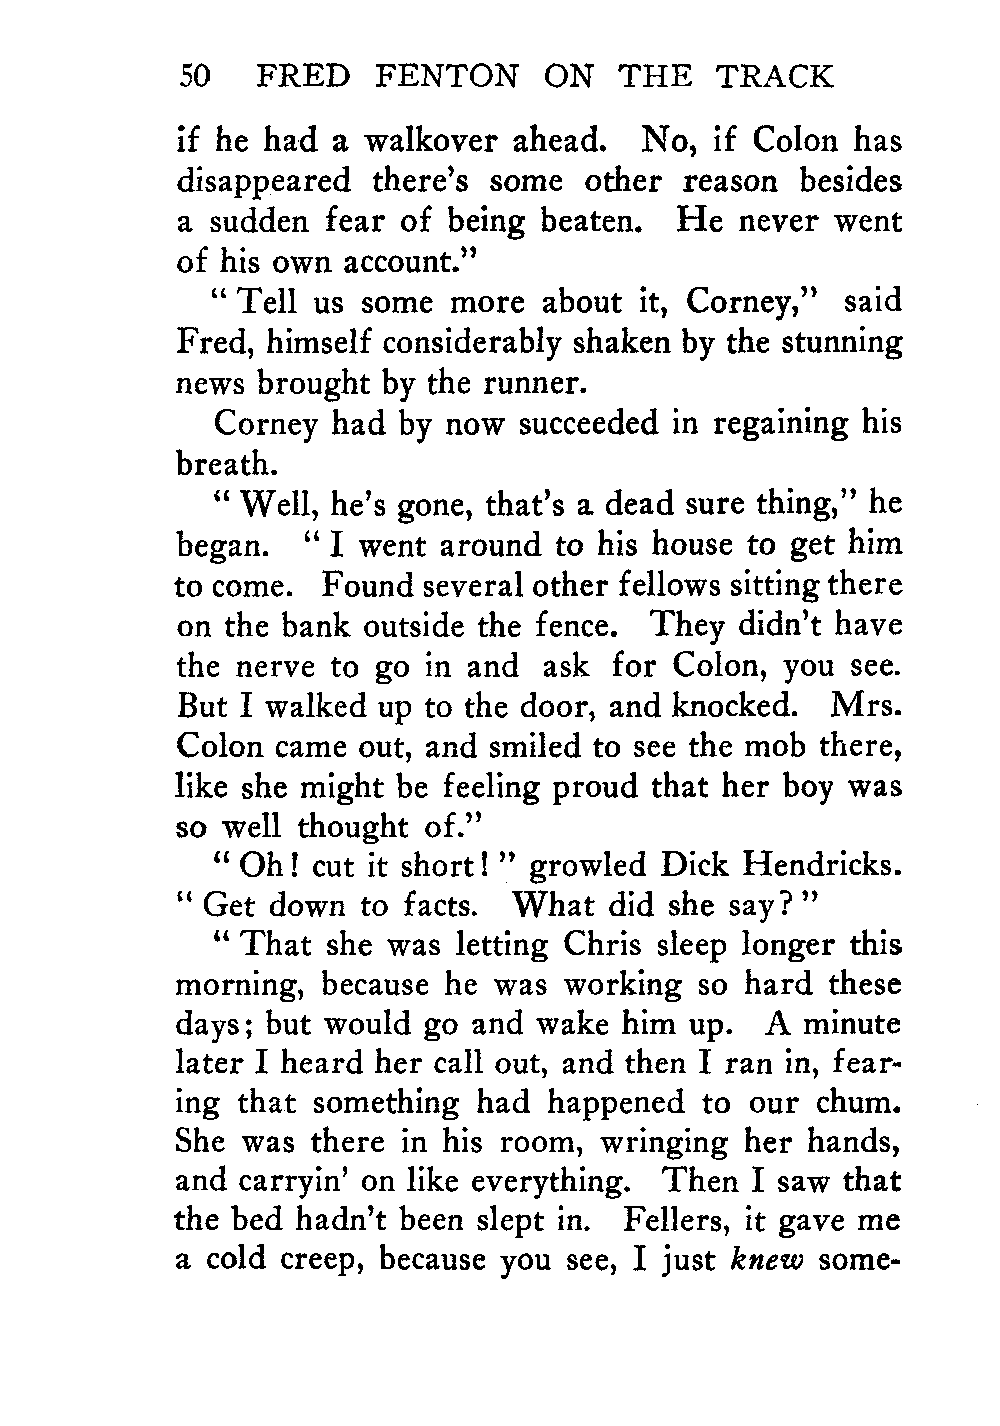 50 FRED FENTON ON THE TRACK
if he had a walkover ahead. No, if Colon has
disappeared there's some other reason besides
a sudden fear of being beaten. He never went
of his own account."
" Tell us some more about it, Corney," said
Fred, himself considerably shaken by the stunning
news brought by the runner.
Corney had by now succeeded in regaining his
breath.
" Well, he's gone, that's a dead sure thing," he
began. " I went around to his house to get him
to come. Found several other fellows sitting there
on the bank outside the fence. They didn't have
the nerve to go in and ask for Colon, you see.
But I walked up to the door, and knocked. Mrs.
Colon came out, and smiled to see the mob there,
like she might be feeling proud that her boy was
so well thought of."
" Oh! cut it short! " growled Dick Hendricks.
" Get down to facts. What did she say? "
" That she was letting Chris sleep longer this
morning, because he was working so hard these
days; but would go and wake him up. A minute
later I heard her call out, and then I ran in, fear-
ing that something had happened to our chum.
She was there in his room, wringing her hands,
and carryin' on like everything. Then I saw that
the bed hadn't been slept in. Fellers, it gave me
a cold creep, because you see, I just knew some-